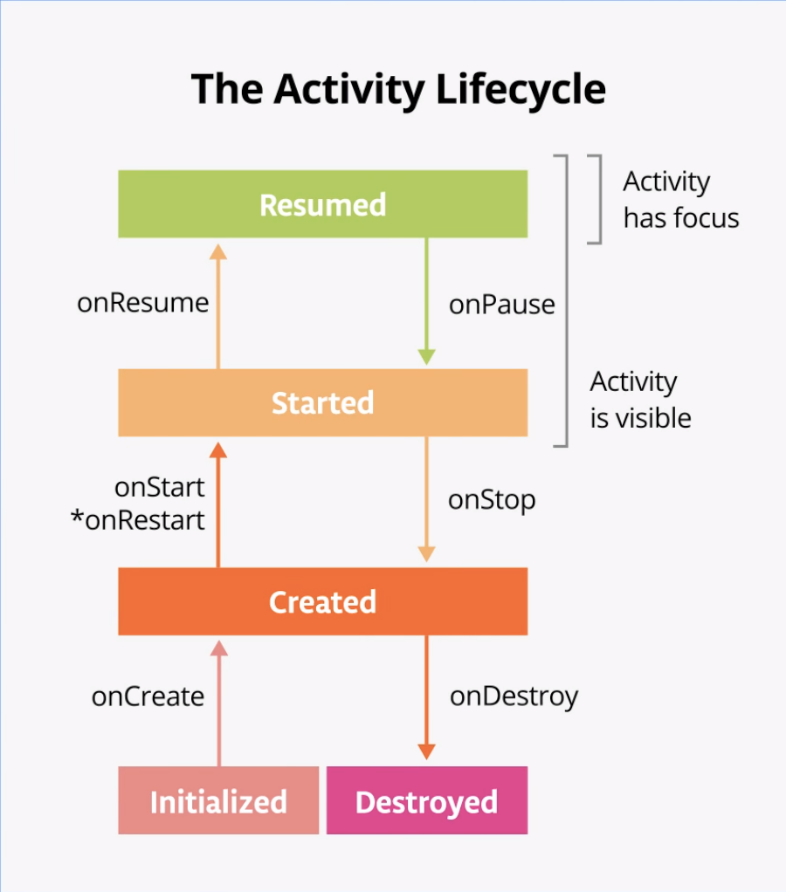 The Activity Lifecycle
Resumed
Activity
has focus
onResume
onPause
Started
Activity
is visible
onStart
*onRestart
onStop
Created
onCreate
onDestroy
Initialized
Destroyed